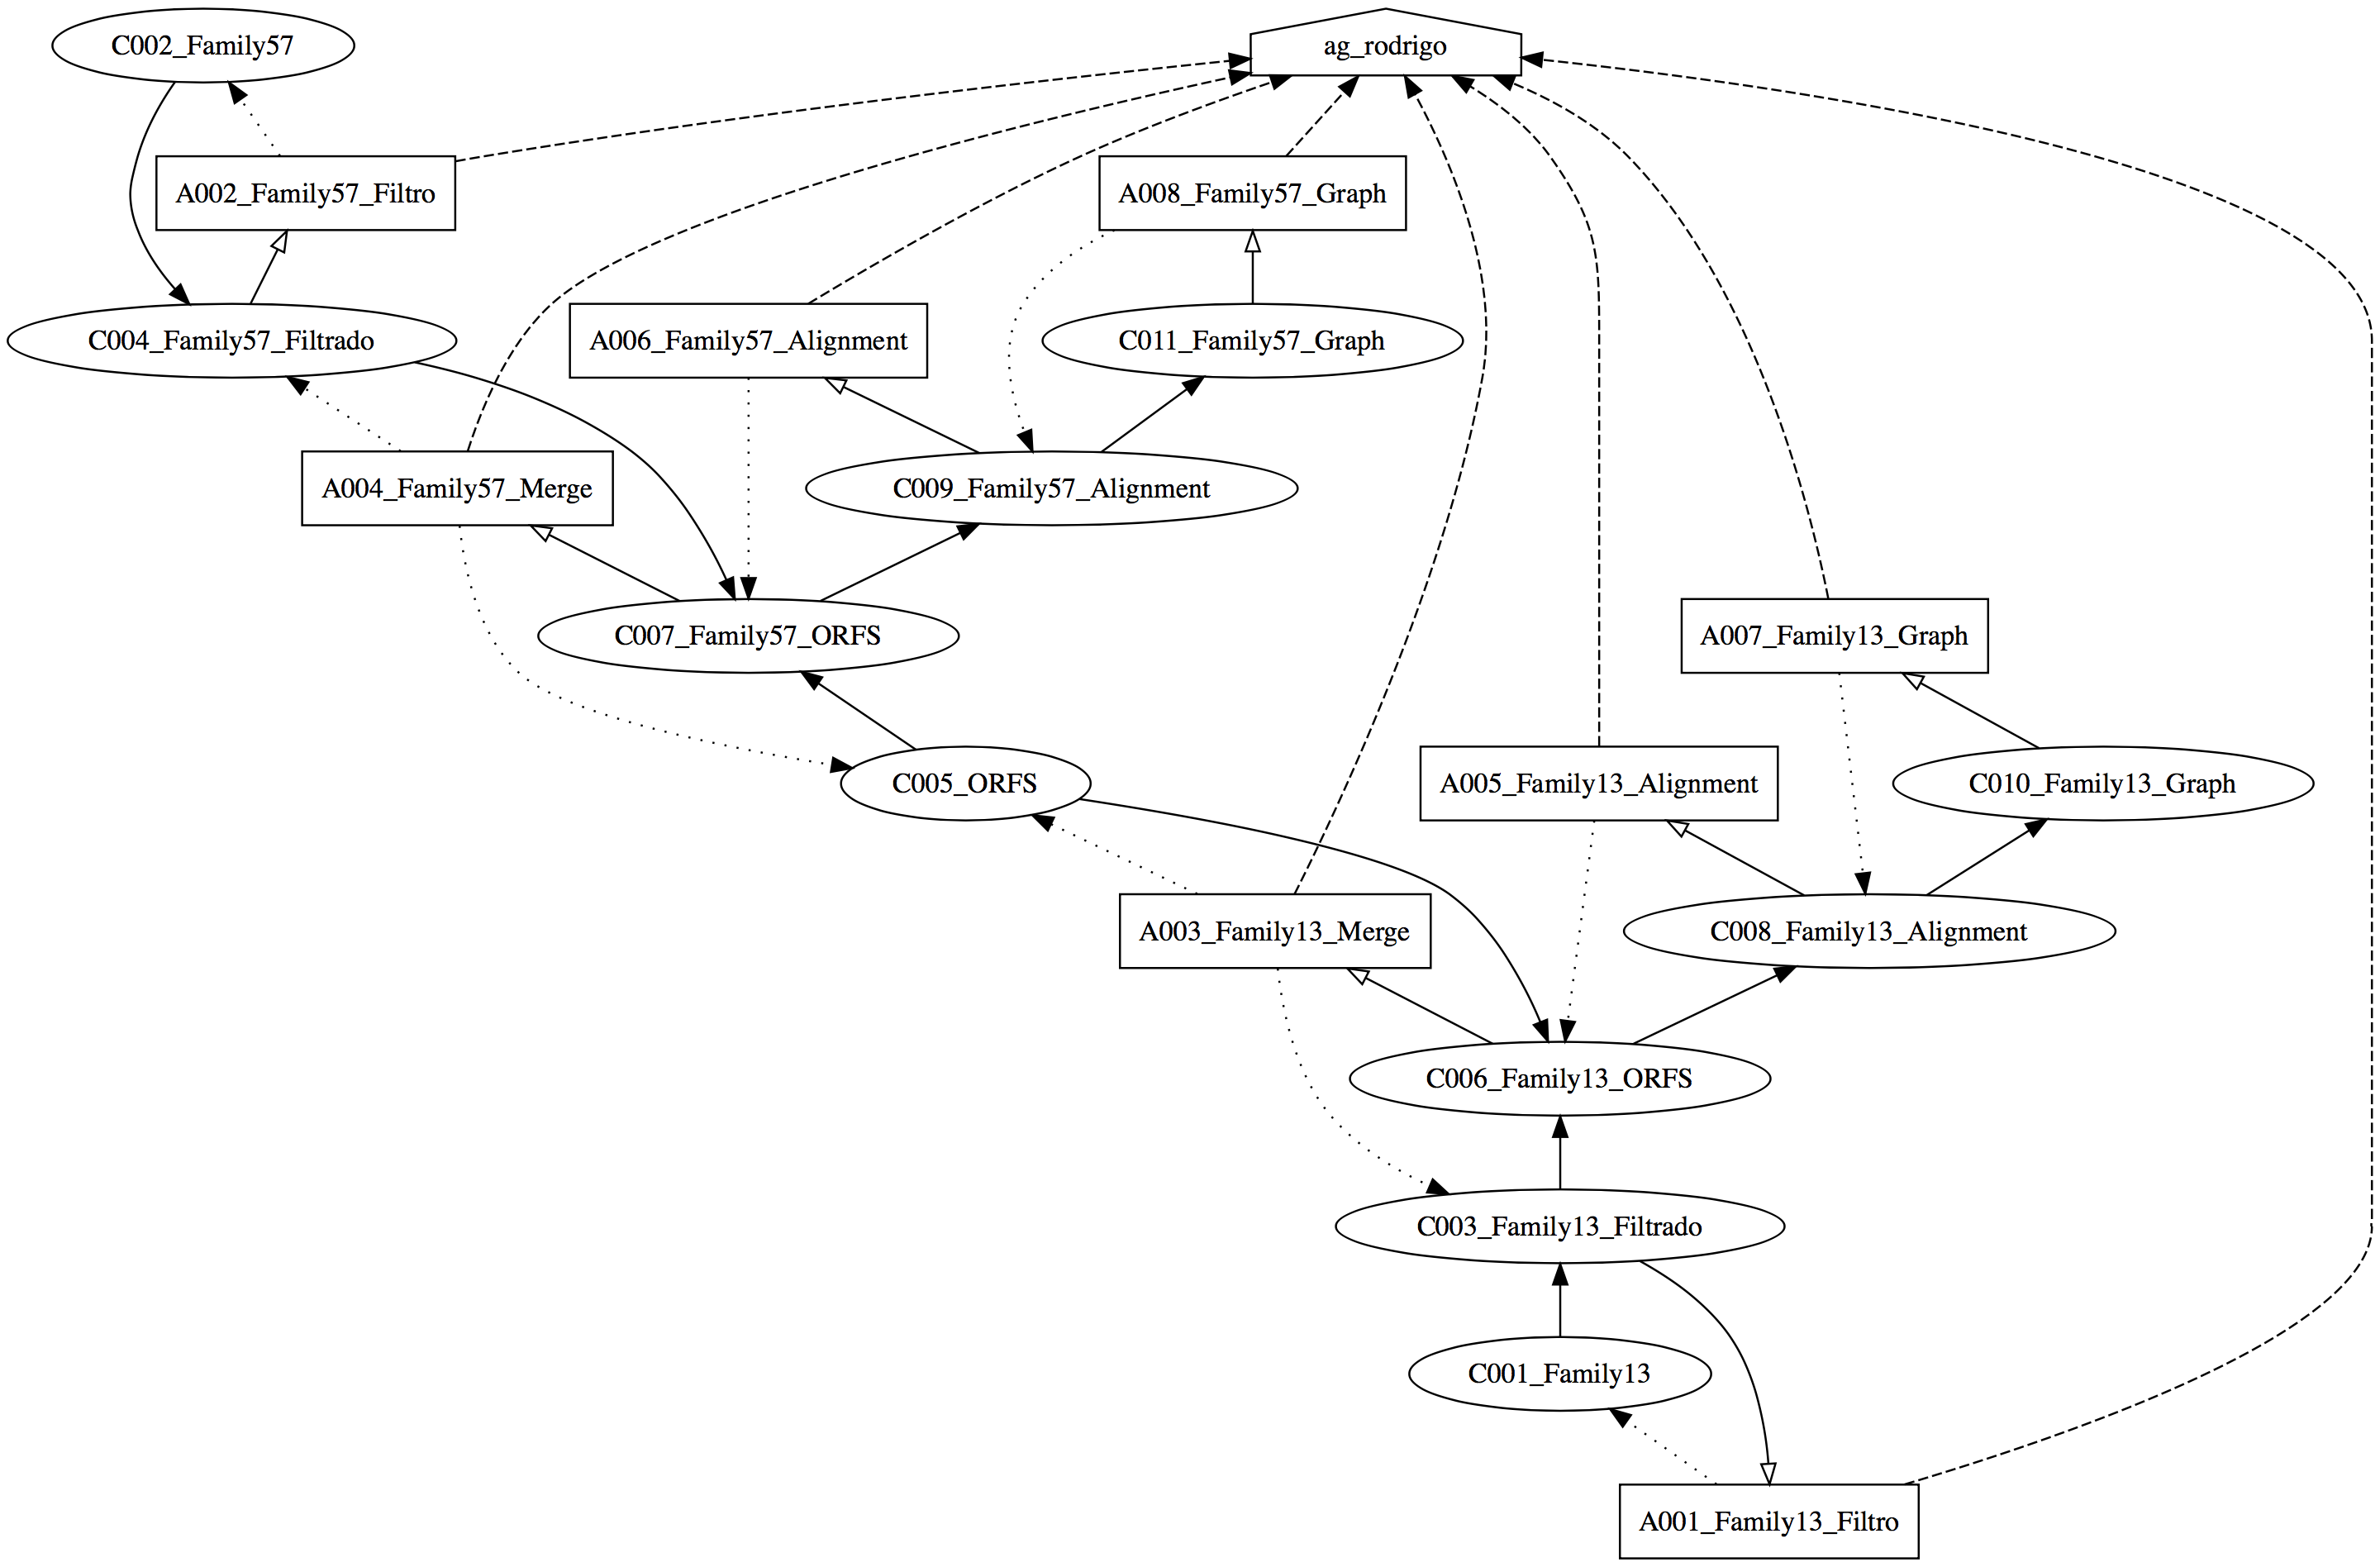 C002_Family57
ag_rodrigo
A002_Family57_Filtro
A008_Family57_Graph
C004_Family57_Filtrado
A006_Family57_Alignment
C011_Family57_Graph
A004_Family57_Merge
C009_Family57_Alignment
C007_Family57_ORFS
A007_Family13_Graph
C005_ORFS
A005_Family13_Alignment
C010_Family13_Graph
A003_Family13_Merge
C008_Family13_Alignment
C006_Family13_ORFS
C003_Family13_Filtrado
C001_Family13
A001_Family13_Filtro